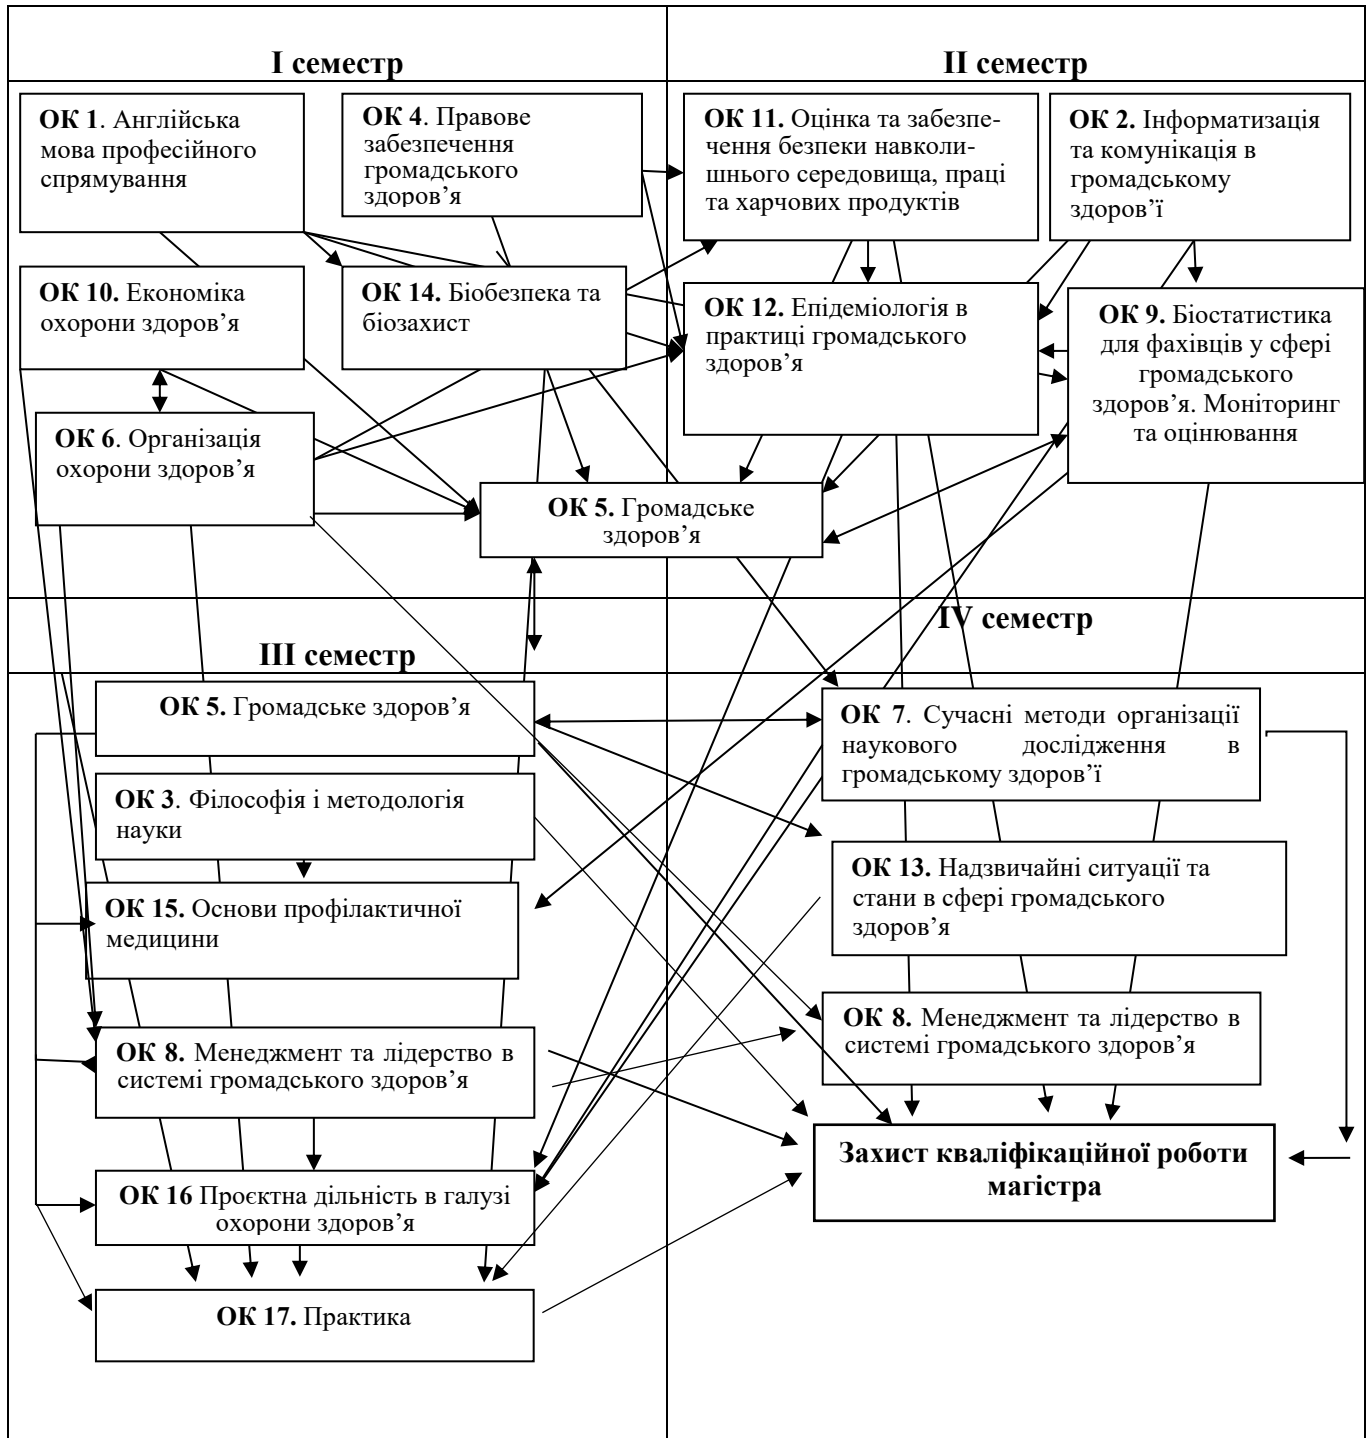 I семестр
II семестр
ОК 1. Англійська
мова професійного
спрямування
ОК 4. Правове
забезпечення
громадського
здоров’я
ОК 11. Оцінка та забезпе-
чення безпеки навколи-
шнього середовища, праці
та харчових продуктів
ОК 2. Інформатизація
та комунікація в
громадському
здоров’ї
ОК 10. Економіка
охорони здоров’я
ОК 14. Біобезпека та
біозахист
ОК 12. Епідеміологія в
практиці громадського
здоров’я
ОК 9. Біостатистика
для фахівців у сфері
громадського
здоров’я. Моніторинг
та оцінювання
ОК 6. Організація
охорони здоров’я
ОК 5. Громадське
здоров’я
III семестр
IV семестр
ОК 5. Громадське здоров’я
ОК 3. Філософія і методологія
науки
ОК 15. Основи профілактичної
медицини
ОК 8. Менеджмент та лідерство в
системі громадського здоров’я
ОК 16 Проєктна дільність в галузі
охорони здоров’я
ОК 17. Практика
ОК 7. Сучасні методи організації
наукового дослідження в
громадському здоров’ї
ОК 13. Надзвичайні ситуації та
стани в сфері громадського
здоров’я
ОК 8. Менеджмент та лідерство в
системі громадського здоров’я
Захист кваліфікаційної роботи
магістра